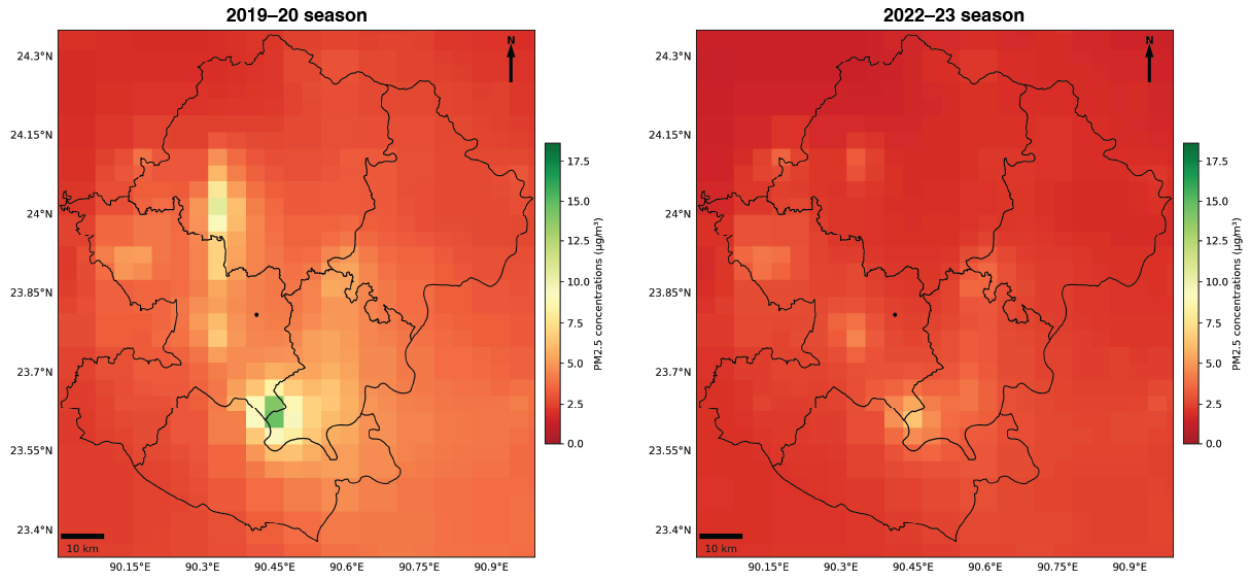 2019–20 season
24.3°N
24.15°N
24°N
23.85°N
23.7°N
23.55°N
23.4°N
N
10 km
90.15°E
90.3°E
90.45°E
90.6°E
90.75°E
90.9°E
17.5
15.0
12.5
10.0
7.5
5.0
2.5
0.0
PM2.5 concentrations (μg/m³)
2022–23 season
24.3°N
24.15°N
24°N
23.85°N
23.7°N
23.55°N
23.4°N
N
10 km
90.15°E
90.3°E
90.45°E
90.6°E
90.75°E
90.9°E
17.5
15.0
12.5
10.0
7.5
5.0
2.5
0.0
PM2.5 concentrations (μg/m³)